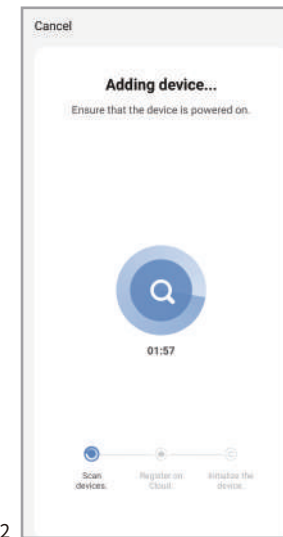 Cancel
Adding device...
Ensure that the device is powered on.
01:57
Scan Register on Initialize the
devices. Cloud. device.
2